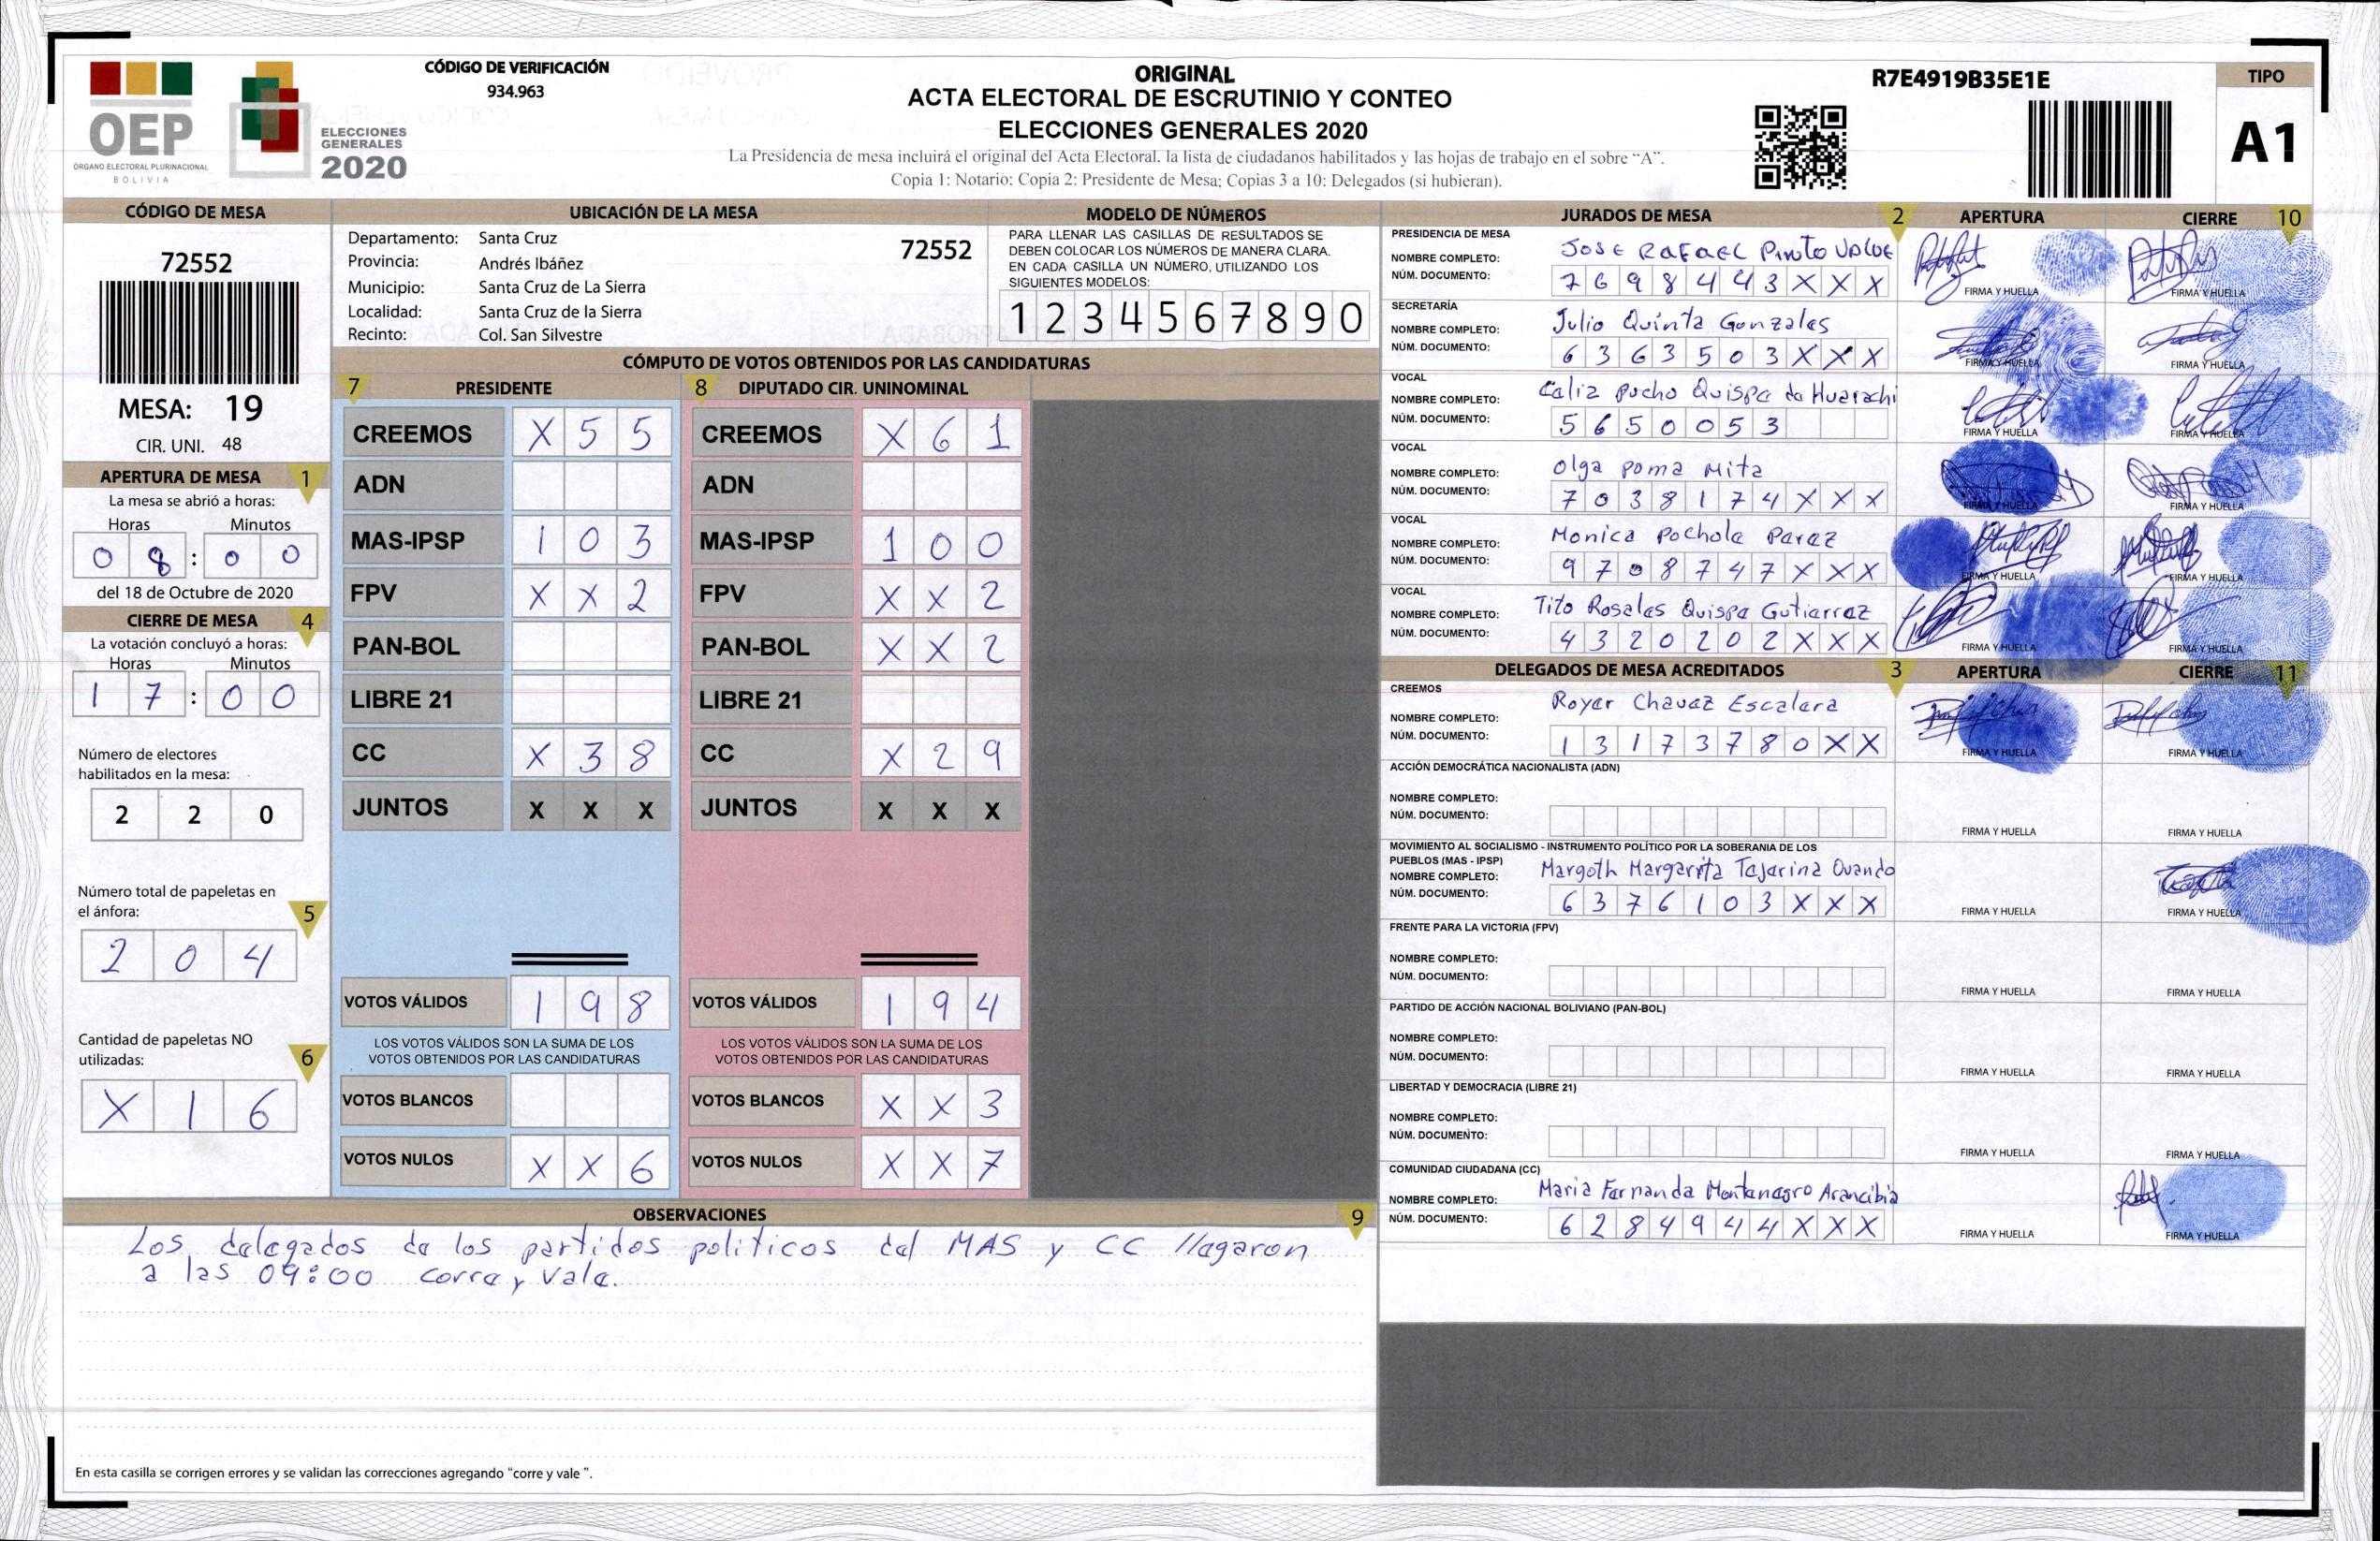 CÓDIGO DE VERIFICACIÓN
934.963
OEP
ÓRGANO ELECTORAL PLURINACIONAL
BOLIVIA
ELECCIONES
GENERALES
2020
ORIGINAL
ACTA ELECTORAL DE ESCRUTINIO Y CONTEO
ELECCIONES GENERALES 2020
La Presidencia de mesa incluirá el original del Acta Electoral. la lista de ciudadanos habilitados y las hojas de trabajo en el sobre "A".
Copia 1: Notario: Copia 2: Presidente de Mesa; Copias 3 a 10: Delegados (si hubieran).
R7E4919B35E1E
TIPO
A1
CÓDIGO DE MESA
72552
MESA: 19
CIR. UNI. 48
APERTURA DE MESA 1
La mesa se abrió a horas:
Horas Minutos
0 8 : 0 0
del 18 de Octubre de 2020
CIERRE DE MESA 4
La votación concluyó a horas:
Horas Minutos
1 7 : 0 0
Número de electores
habilitados en la mesa:
2 2 0
Número total de papeletas en
el ánfora: 5
2 0 4
Cantidad de papeletas NO
utilizadas: 6
X 1 6
UBICACIÓN DE LA MESA
Departamento: Santa Cruz 72552
Provincia: Andrés Ibáñez
Municipio: Santa Cruz de La Sierra
Localidad: Santa Cruz de la Sierra
Recinto: Col. San Silvestre
MODELO DE NÚMEROS
PARA LLENAR LAS CASILLAS DE RESULTADOS SE
DEBEN COLOCAR LOS NÚMEROS DE MANERA CLARA.
EN CADA CASILLA UN NÚMERO, UTILIZANDO LOS
SIGUIENTES MODELOS:
1 2 3 4 5 6 7 8 9 0
CÓMPUTO DE VOTOS OBTENIDOS POR LAS CANDIDATURAS
7 PRESIDENTE
CREEMOS X 5 5
ADN
MAS-IPSP 1 0 3
FPV X X 2
PAN-BOL
LIBRE 21
CC X 3 8
JUNTOS X X X
VOTOS VÁLIDOS 1 9 8
LOS VOTOS VÁLIDOS SON LA SUMA DE LOS
VOTOS OBTENIDOS POR LAS CANDIDATURAS
VOTOS BLANCOS
VOTOS NULOS X X 6
8 DIPUTADO CIR. UNINOMINAL
CREEMOS X 6 1
ADN
MAS-IPSP 1 0 0
FPV X X 2
PAN-BOL X X 2
LIBRE 21
CC X 2 9
JUNTOS X X X
VOTOS VÁLIDOS 1 9 4
LOS VOTOS VÁLIDOS SON LA SUMA DE LOS
VOTOS OBTENIDOS POR LAS CANDIDATURAS
VOTOS BLANCOS X X 3
VOTOS NULOS X X 7
JURADOS DE MESA 2 APERTURA CIERRE 10
PRESIDENCIA DE MESA
NOMBRE COMPLETO: JOSE RAFAEL Pinto
NÚM. DOCUMENTO: 7 6 9 8 4 4 3 X X X
FIRMA Y HUELLA FIRMA Y HUELLA
SECRETARÍA
NOMBRE COMPLETO: Julio Quinta Gonzales
NÚM. DOCUMENTO: 6 3 6 3 5 0 3 X X X
FIRMA Y HUELLA FIRMA Y HUELLA
VOCAL
NOMBRE COMPLETO: Caliz Pucho Quispe de Huarachi
NÚM. DOCUMENTO: 5 6 5 0 0 5 3
FIRMA Y HUELLA FIRMA Y HUELLA
VOCAL
NOMBRE COMPLETO: Olga Poma Mita
NÚM. DOCUMENTO: 7 0 3 8 1 7 4 X X X
FIRMA Y HUELLA FIRMA Y HUELLA
VOCAL
NOMBRE COMPLETO: Monica Pochola Perez
NÚM. DOCUMENTO: 9 7 0 8 7 4 7 X X X
FIRMA Y HUELLA FIRMA Y HUELLA
VOCAL
NOMBRE COMPLETO: Tito Rosales Quispe Gutierrez
NÚM. DOCUMENTO: 4 3 2 0 2 0 2 X X X
FIRMA Y HUELLA FIRMA Y HUELLA
DELEGADOS DE MESA ACREDITADOS 3 APERTURA CIERRE 11
CREEMOS
NOMBRE COMPLETO: Royer Chavez Escalera
NÚM. DOCUMENTO: 1 3 1 7 3 7 8 0 X X
FIRMA Y HUELLA FIRMA Y HUELLA
ACCIÓN DEMOCRÁTICA NACIONALISTA (ADN)
NOMBRE COMPLETO:
NÚM. DOCUMENTO:
FIRMA Y HUELLA FIRMA Y HUELLA
MOVIMIENTO AL SOCIALISMO - INSTRUMENTO POLÍTICO POR LA SOBERANIA DE LOS
PUEBLOS (MAS - IPSP)
NOMBRE COMPLETO: Margoth Margarita Tejerina Ovando
NÚM. DOCUMENTO: 6 3 7 6 1 0 3 X X X
FIRMA Y HUELLA FIRMA Y HUELLA
FRENTE PARA LA VICTORIA (FPV)
NOMBRE COMPLETO:
NÚM. DOCUMENTO:
FIRMA Y HUELLA FIRMA Y HUELLA
PARTIDO DE ACCIÓN NACIONAL BOLIVIANO (PAN-BOL)
NOMBRE COMPLETO:
NÚM. DOCUMENTO:
FIRMA Y HUELLA FIRMA Y HUELLA
LIBERTAD Y DEMOCRACIA (LIBRE 21)
NOMBRE COMPLETO:
NÚM. DOCUMENTO:
FIRMA Y HUELLA FIRMA Y HUELLA
COMUNIDAD CIUDADANA (CC)
NOMBRE COMPLETO: Maria Fernanda Montenegro Arancibia
NÚM. DOCUMENTO: 6 2 8 4 9 4 4 X X X
FIRMA Y HUELLA FIRMA Y HUELLA
OBSERVACIONES 9
Los delegados de los partidos politicos del MAS y CC llegaron
a las 09:00 corre y vale.
En esta casilla se corrigen errores y se validan las correcciones agregando "corre y vale ".